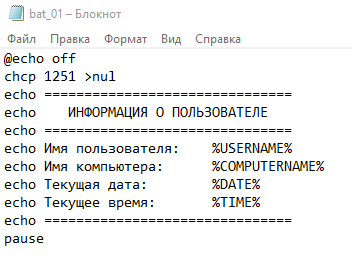 bat_01 – Блокнот
Файл Правка Формат Вид Справка
@echo off
chcp 1251 >nul
echo ===============================
echo    ИНФОРМАЦИЯ О ПОЛЬЗОВАТЕЛЕ
echo ===============================
echo Имя пользователя:    %USERNAME%
echo Имя компьютера:      %COMPUTERNAME%
echo Текущая дата:        %DATE%
echo Текущее время:       %TIME%
echo ===============================
pause